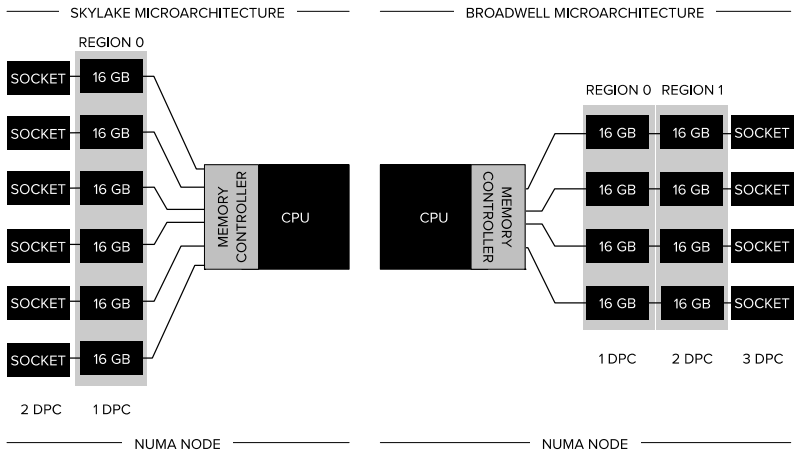 SKYLAKE MICROARCHITECTURE
REGION 0
SOCKET 16 GB
SOCKET 16 GB
SOCKET 16 GB
SOCKET 16 GB
SOCKET 16 GB
SOCKET 16 GB
MEMORY
CONTROLLER
CPU
2 DPC 1 DPC
NUMA NODE
BROADWELL MICROARCHITECTURE
REGION 0 REGION 1
16 GB 16 GB SOCKET
16 GB 16 GB SOCKET
16 GB 16 GB SOCKET
16 GB 16 GB SOCKET
CPU
MEMORY
CONTROLLER
1 DPC 2 DPC 3 DPC
NUMA NODE